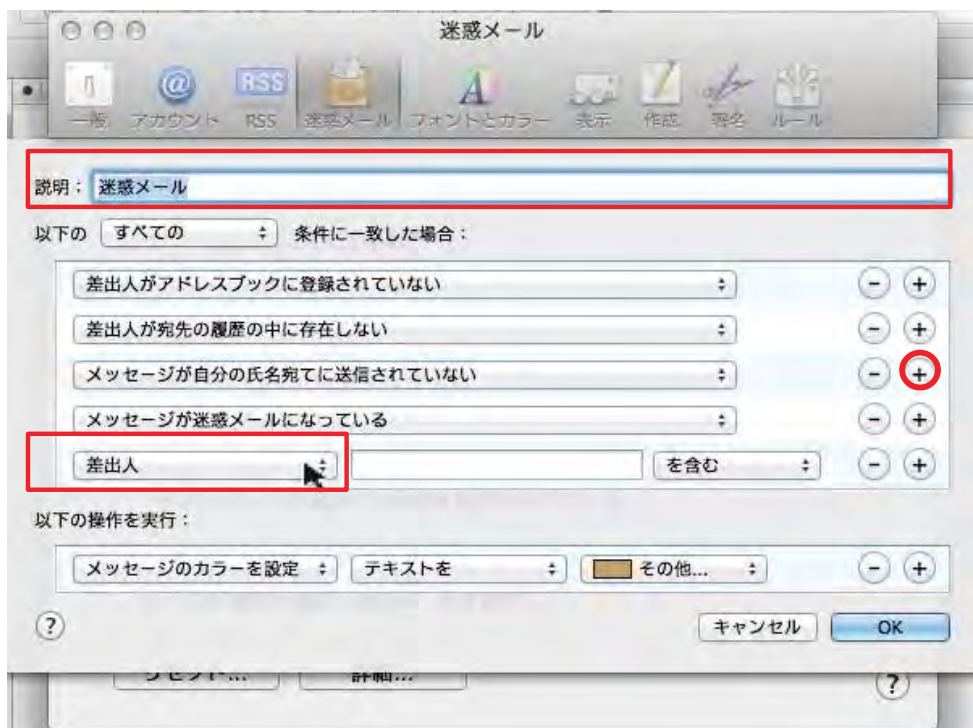 迷惑メール
一般 アカウント RSS 迷惑メール フォントとカラー 表示 作成 署名 ルール
説明： 迷惑メール
以下の すべての 条件に一致した場合：
差出人がアドレスブックに登録されていない
差出人が宛先の履歴の中に存在しない
メッセージが自分の氏名宛てに送信されていない
メッセージが迷惑メールになっている
差出人 を含む
以下の操作を実行：
メッセージのカラーを設定 テキストを その他...
? キャンセル OK
リセット... 詳細... ?